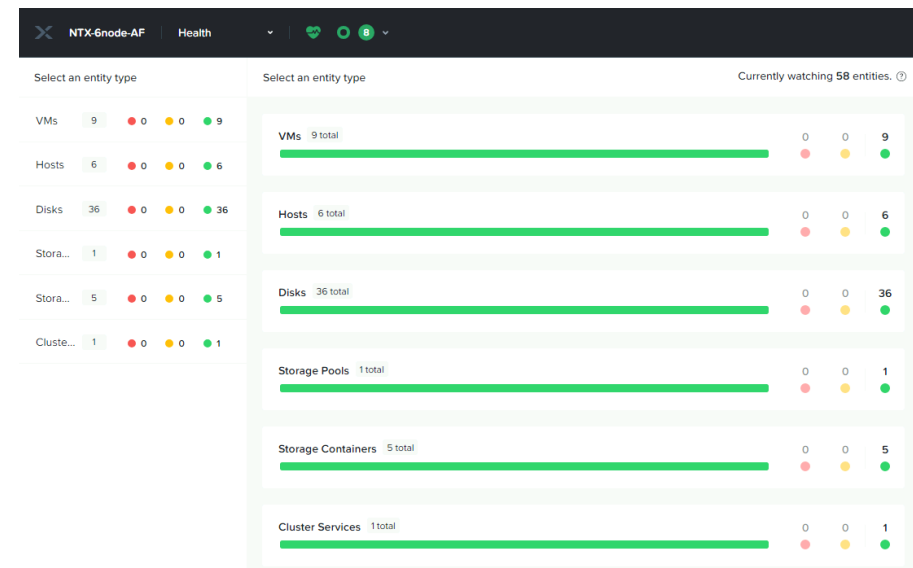 NTX-6node-AF Health 8
Select an entity type
VMs 9 0 0 9
Hosts 6 0 0 6
Disks 36 0 0 36
Stora... 1 0 0 1
Stora... 5 0 0 5
Cluste... 1 0 0 1
Select an entity type Currently watching 58 entities. ?
VMs 9 total 0 0 9
Hosts 6 total 0 0 6
Disks 36 total 0 0 36
Storage Pools 1 total 0 0 1
Storage Containers 5 total 0 0 5
Cluster Services 1 total 0 0 1